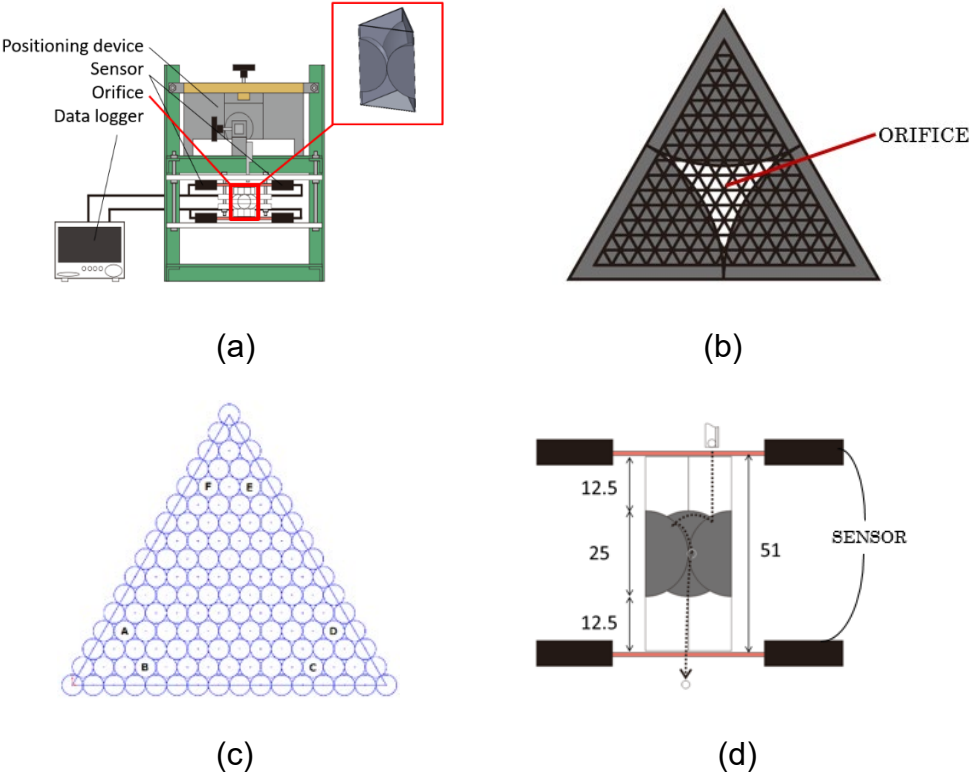 Positioning device
Sensor
Orifice
Data logger
ORIFICE
(a)
(b)
F E
A D
B C
12.5
25
12.5
51
SENSOR
(c)
(d)